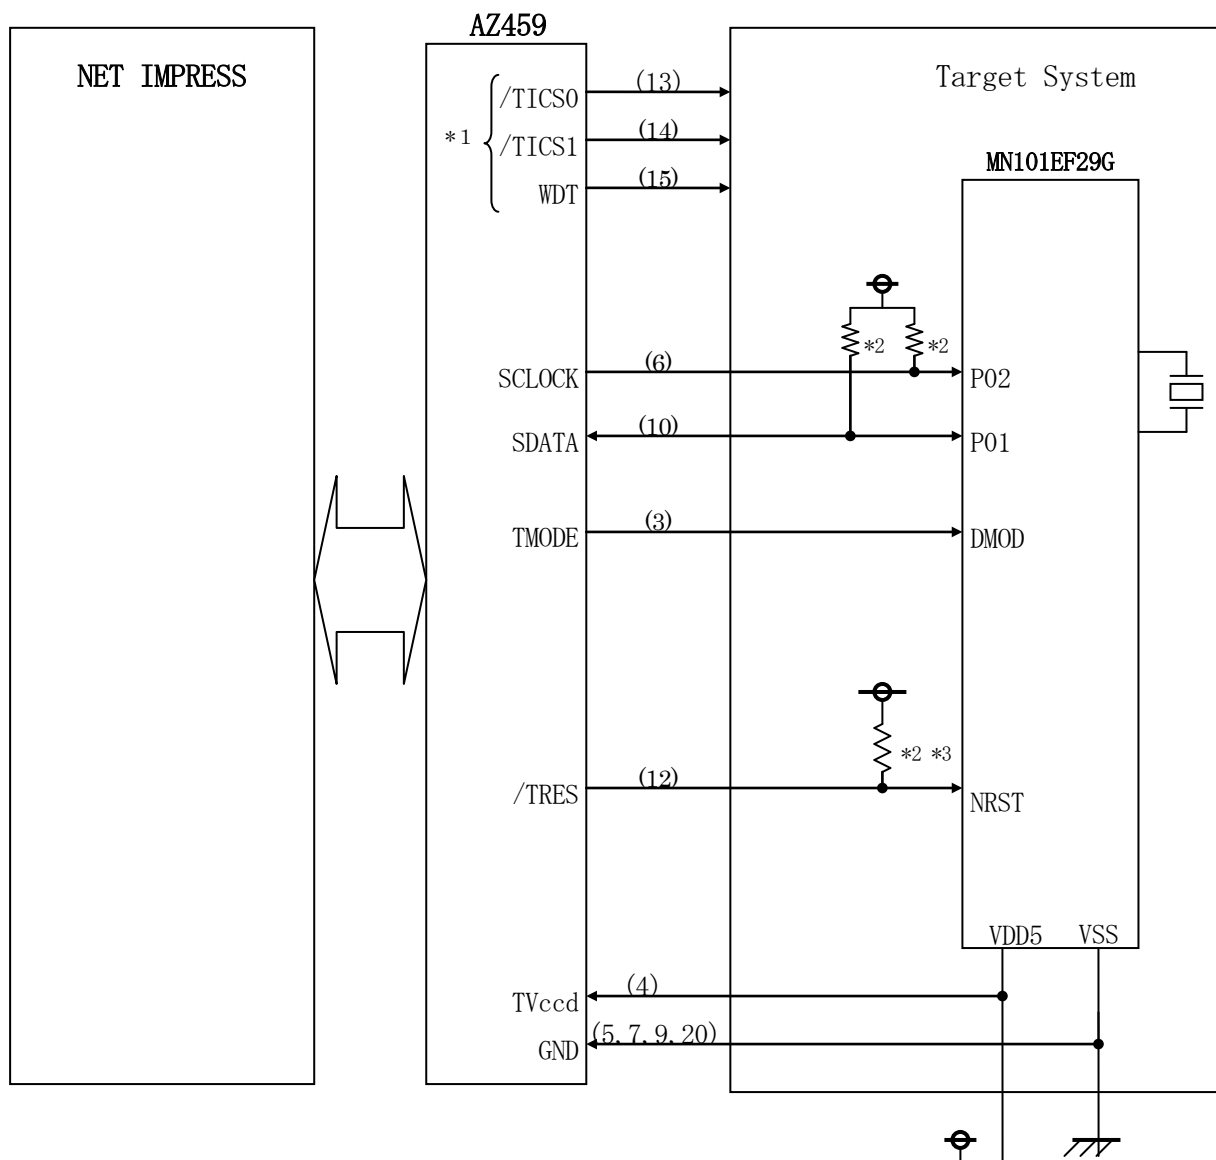 AZ459
NET IMPRESS
Target System
(13)
/TICS0
*1
(14)
/TICS1
(15)
WDT
MN101EF29G
*2
*2
(6)
SCLOCK
P02
(10)
SDATA
P01
(3)
TMODE
DMOD
*2 *3
(12)
/TRES
NRST
VDD5
VSS
(4)
TVccd
(5,7,9,20)
GND